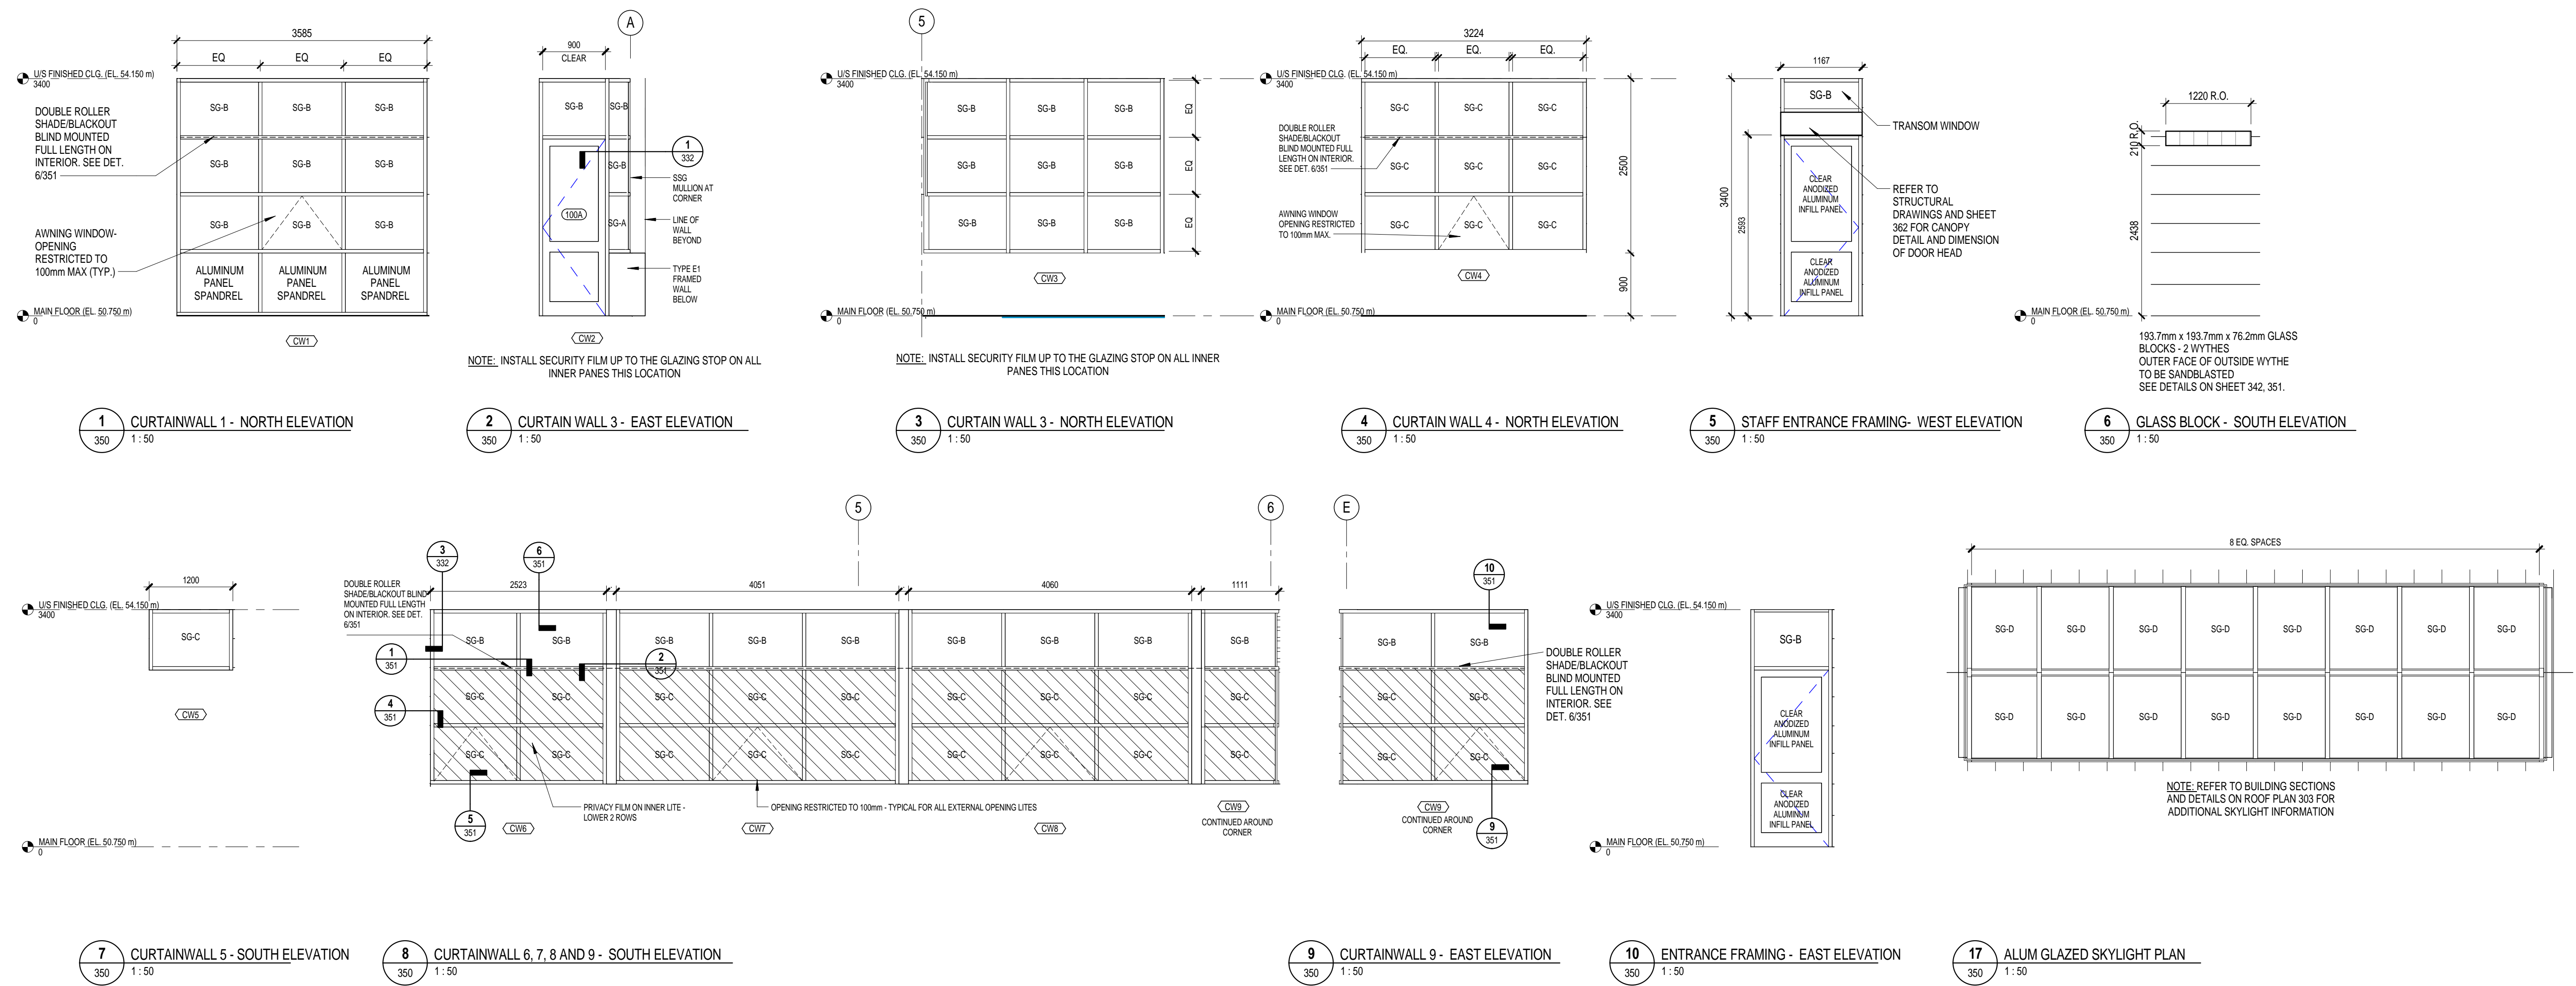 3585
EQ
EQ
EQ
U/S FINISHED CLG. (EL. 54.150 m)
3400
DOUBLE ROLLER
SHADE/BLACKOUT
BLIND MOUNTED
FULL LENGTH ON
INTERIOR. SEE DET.
6/351
SG-B SG-B SG-B
SG-B SG-B SG-B
SG-B SG-B SG-B
AWNING WINDOW-
OPENING
RESTRICTED TO
100mm MAX (TYP.)
ALUMINUM
PANEL
SPANDREL
ALUMINUM
PANEL
SPANDREL
ALUMINUM
PANEL
SPANDREL
MAIN FLOOR (EL. 50.750 m)
0
CW1
1
350
CURTAINWALL 1 - NORTH ELEVATION
1 : 50
A
900
CLEAR
SG-B SG-B
SG-B
SG-A
100A
1
332
SSG
MULLION AT
CORNER
LINE OF
WALL
BEYOND
TYPE E1
FRAMED
WALL
BELOW
CW2
NOTE: INSTALL SECURITY FILM UP TO THE GLAZING STOP ON ALL
INNER PANES THIS LOCATION
2
350
CURTAIN WALL 3 - EAST ELEVATION
1 : 50
5
U/S FINISHED CLG. (EL. 54.150 m)
3400
SG-B SG-B SG-B
SG-B SG-B SG-B
SG-B SG-B SG-B
EQ
EQ
EQ
CW3
MAIN FLOOR (EL. 50.750 m)
0
NOTE: INSTALL SECURITY FILM UP TO THE GLAZING STOP ON ALL INNER
PANES THIS LOCATION
3
350
CURTAIN WALL 3 - NORTH ELEVATION
1 : 50
3224
EQ. EQ. EQ.
U/S FINISHED CLG. (EL. 54.150 m)
3400
DOUBLE ROLLER
SHADE/BLACKOUT
BLIND MOUNTED FULL
LENGTH ON INTERIOR.
SEE DET. 6/351
SG-C SG-C SG-C
SG-C SG-C SG-C
SG-C SG-C SG-C
AWNING WINDOW
OPENING RESTRICTED
TO 100mm MAX.
2500
900
CW4
MAIN FLOOR (EL. 50.750 m)
0
4
350
CURTAIN WALL 4 - NORTH ELEVATION
1 : 50
1167
SG-B
TRANSOM WINDOW
3400
2593
CLEAR
ANODIZED
ALUMINUM
INFILL PANEL
CLEAR
ANODIZED
ALUMINUM
INFILL PANEL
REFER TO
STRUCTURAL
DRAWINGS AND SHEET
362 FOR CANOPY
DETAIL AND DIMENSION
OF DOOR HEAD
5
350
STAFF ENTRANCE FRAMING- WEST ELEVATION
1 : 50
1220 R.O.
210 R.O.
2438
MAIN FLOOR (EL. 50.750 m)
0
193.7mm x 193.7mm x 76.2mm GLASS
BLOCKS - 2 WYTHES
OUTER FACE OF OUTSIDE WYTHE
TO BE SANDBLASTED
SEE DETAILS ON SHEET 342, 351.
6
350
GLASS BLOCK - SOUTH ELEVATION
1 : 50
1200
U/S FINISHED CLG. (EL. 54.150 m)
3400
SG-C
CW5
MAIN FLOOR (EL. 50.750 m)
0
7
350
CURTAINWALL 5 - SOUTH ELEVATION
1 : 50
5
6
3
332
6
351
DOUBLE ROLLER
SHADE/BLACKOUT BLIND
MOUNTED FULL LENGTH
ON INTERIOR. SEE DET.
6/351
2523 4051 4060 1111
SG-B SG-B SG-B SG-B SG-B SG-B SG-B SG-B SG-B
1
351
2
351
SG-C SG-C SG-C SG-C SG-C SG-C SG-C SG-C SG-C
4
351
SG-C SG-C SG-C SG-C SG-C SG-C SG-C SG-C SG-C
5
351
PRIVACY FILM ON INNER LITE -
LOWER 2 ROWS
OPENING RESTRICTED TO 100mm - TYPICAL FOR ALL EXTERNAL OPENING LITES
CW6
CW7
CW8
CW9
CONTINUED AROUND
CORNER
8
350
CURTAINWALL 6, 7, 8 AND 9 - SOUTH ELEVATION
1 : 50
E
10
351
SG-B SG-B
SG-C SG-C
SG-C SG-C
DOUBLE ROLLER
SHADE/BLACKOUT
BLIND MOUNTED
FULL LENGTH ON
INTERIOR. SEE
DET. 6/351
CW9
CONTINUED AROUND
CORNER
9
351
9
350
CURTAINWALL 9 - EAST ELEVATION
1 : 50
U/S FINISHED CLG. (EL. 54.150 m)
3400
SG-B
CLEAR
ANODIZED
ALUMINUM
INFILL PANEL
CLEAR
ANODIZED
ALUMINUM
INFILL PANEL
MAIN FLOOR (EL. 50.750 m)
0
10
350
ENTRANCE FRAMING - EAST ELEVATION
1 : 50
8 EQ. SPACES
SG-D SG-D SG-D SG-D SG-D SG-D SG-D SG-D
SG-D SG-D SG-D SG-D SG-D SG-D SG-D SG-D
NOTE: REFER TO BUILDING SECTIONS
AND DETAILS ON ROOF PLAN 303 FOR
ADDITIONAL SKYLIGHT INFORMATION
17
350
ALUM GLAZED SKYLIGHT PLAN
1 : 50